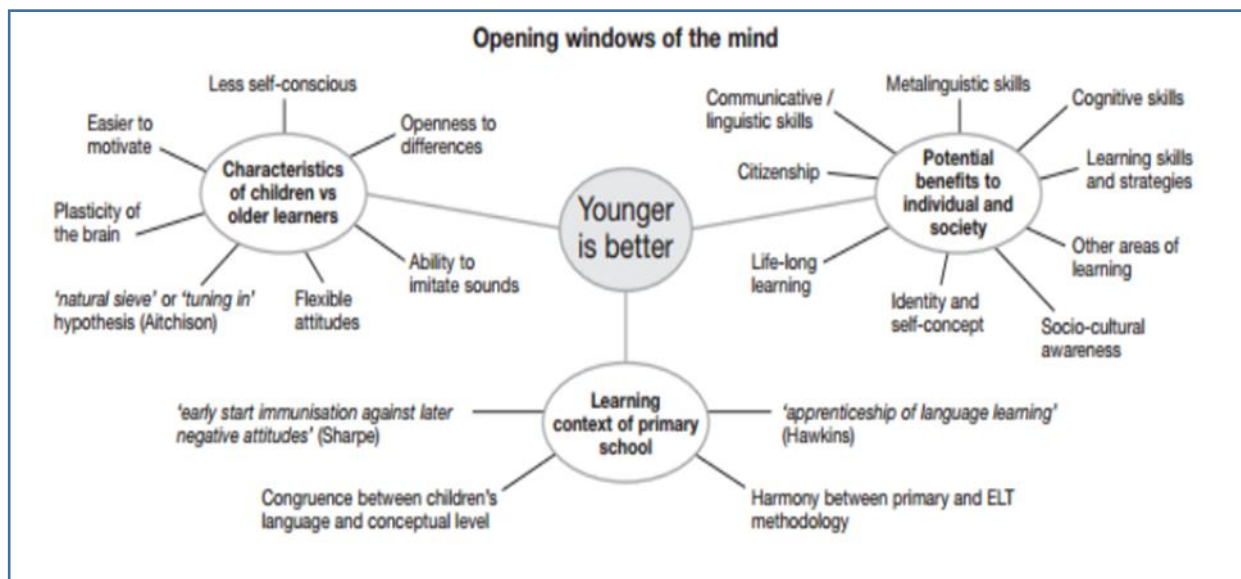 Opening windows of the mind
Less self-conscious
Easier to
motivate
Openness to
differences
Characteristics
of children vs
older learners
Plasticity of
the brain
'natural sieve' or 'tuning in'
hypothesis (Aitchison)
Flexible
attitudes
Ability to
imitate sounds
Younger
is better
Metalinguistic skills
Communicative /
linguistic skills
Cognitive skills
Citizenship
Potential
benefits to
individual and
society
Learning skills
and strategies
Life-long
learning
Other areas of
learning
Identity and
self-concept
Socio-cultural
awareness
'early start immunisation against later
negative attitudes' (Sharpe)
Learning
context of primary
school
'apprenticeship of language learning'
(Hawkins)
Congruence between children's
language and conceptual level
Harmony between primary and ELT
methodology